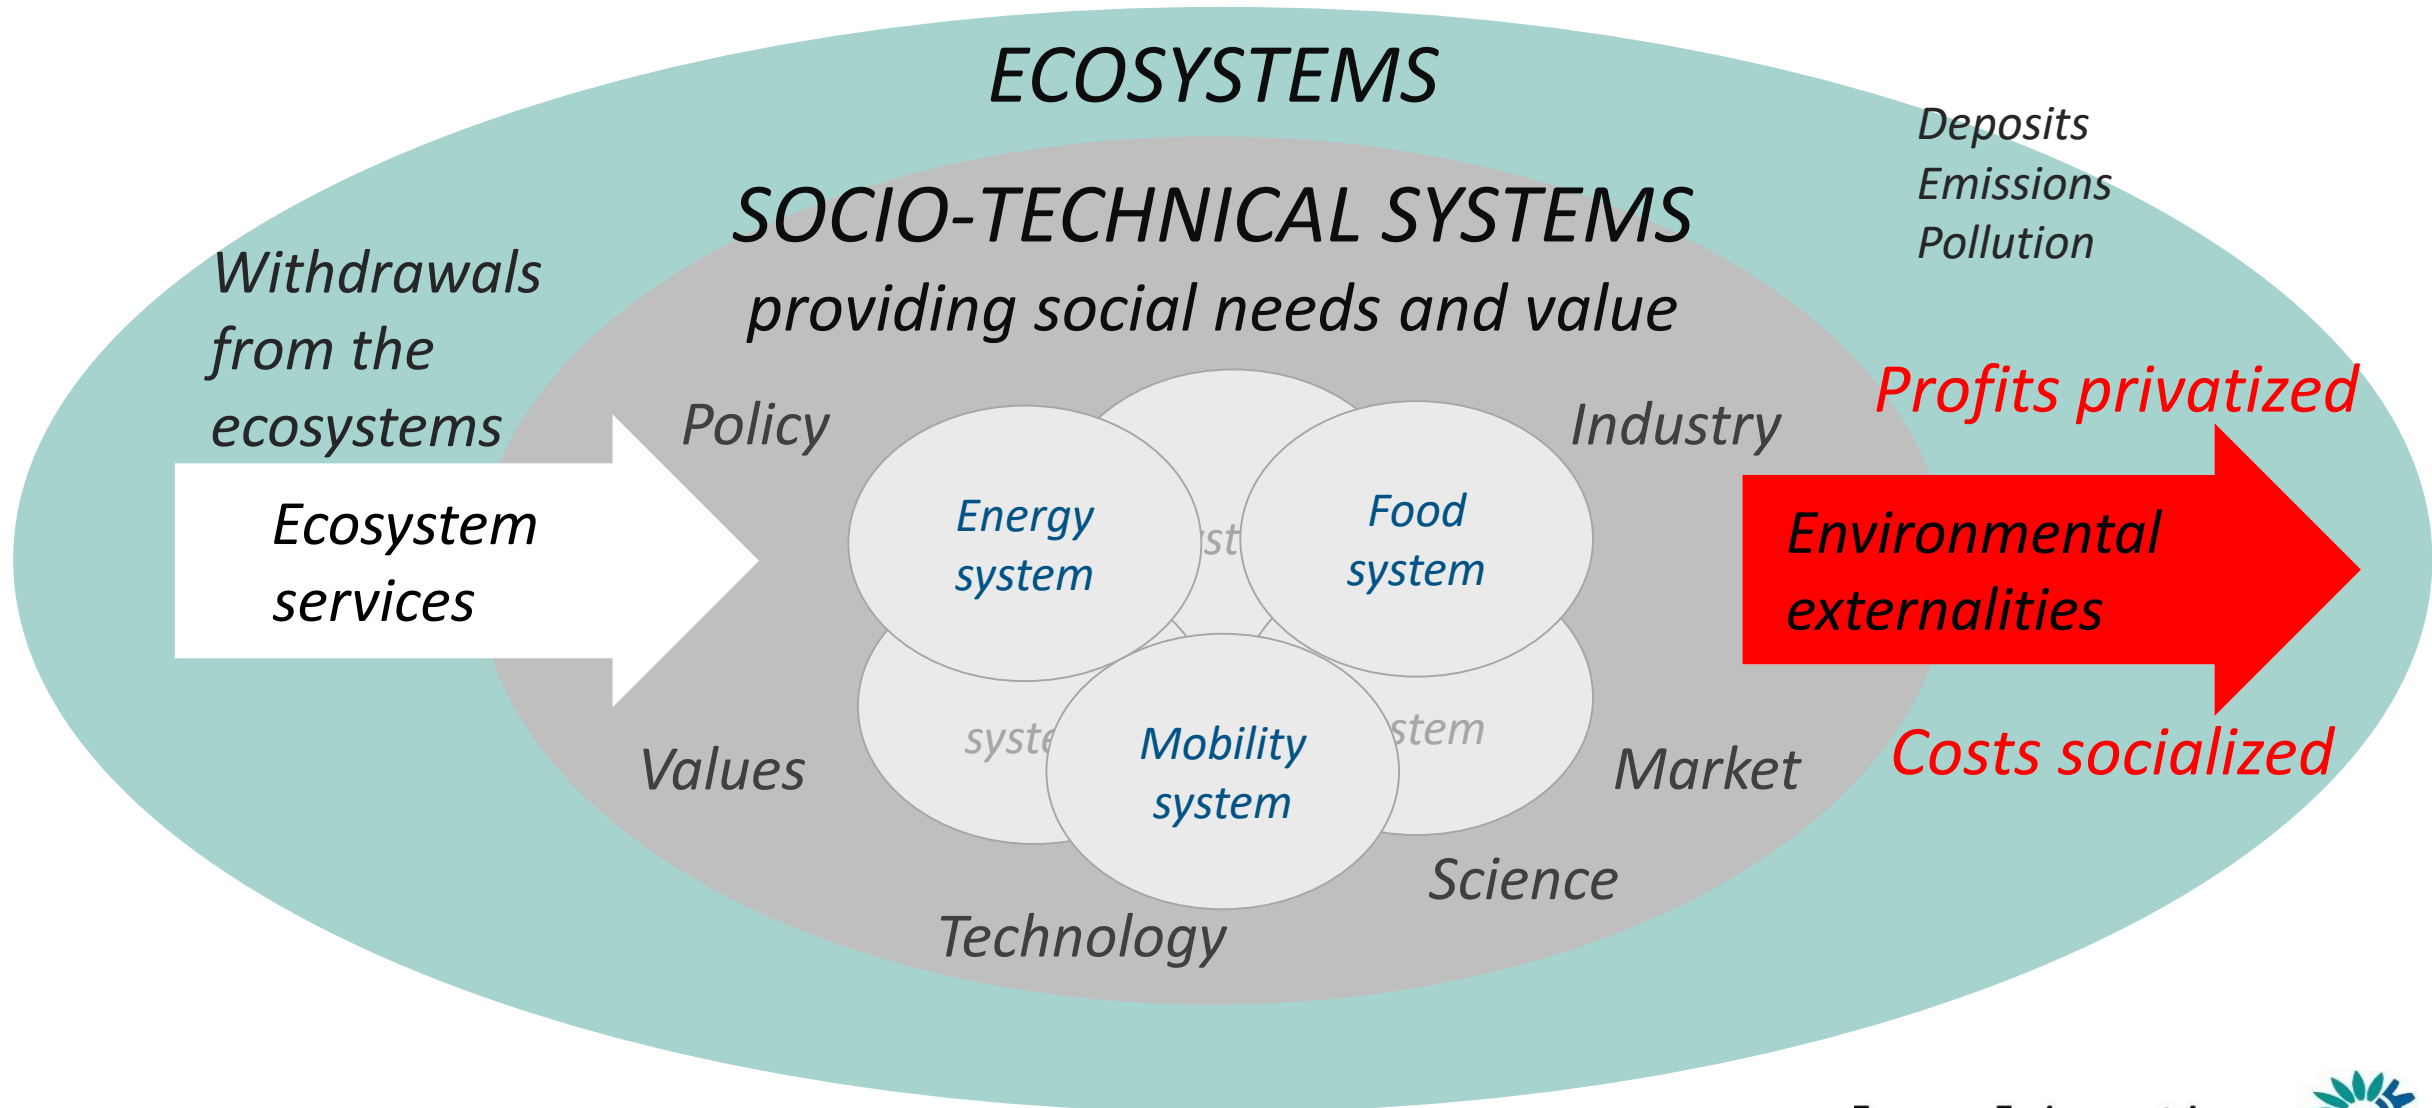 ECOSYSTEMS
Deposits
Emissions
Pollution
SOCIO-TECHNICAL SYSTEMS
providing social needs and value
Withdrawals
from the
ecosystems
Policy
Industry
Profits privatized
Ecosystem
services
Energy
system
Food
system
Environmental
externalities
Values
Mobility
system
Market
Costs socialized
Science
Technology